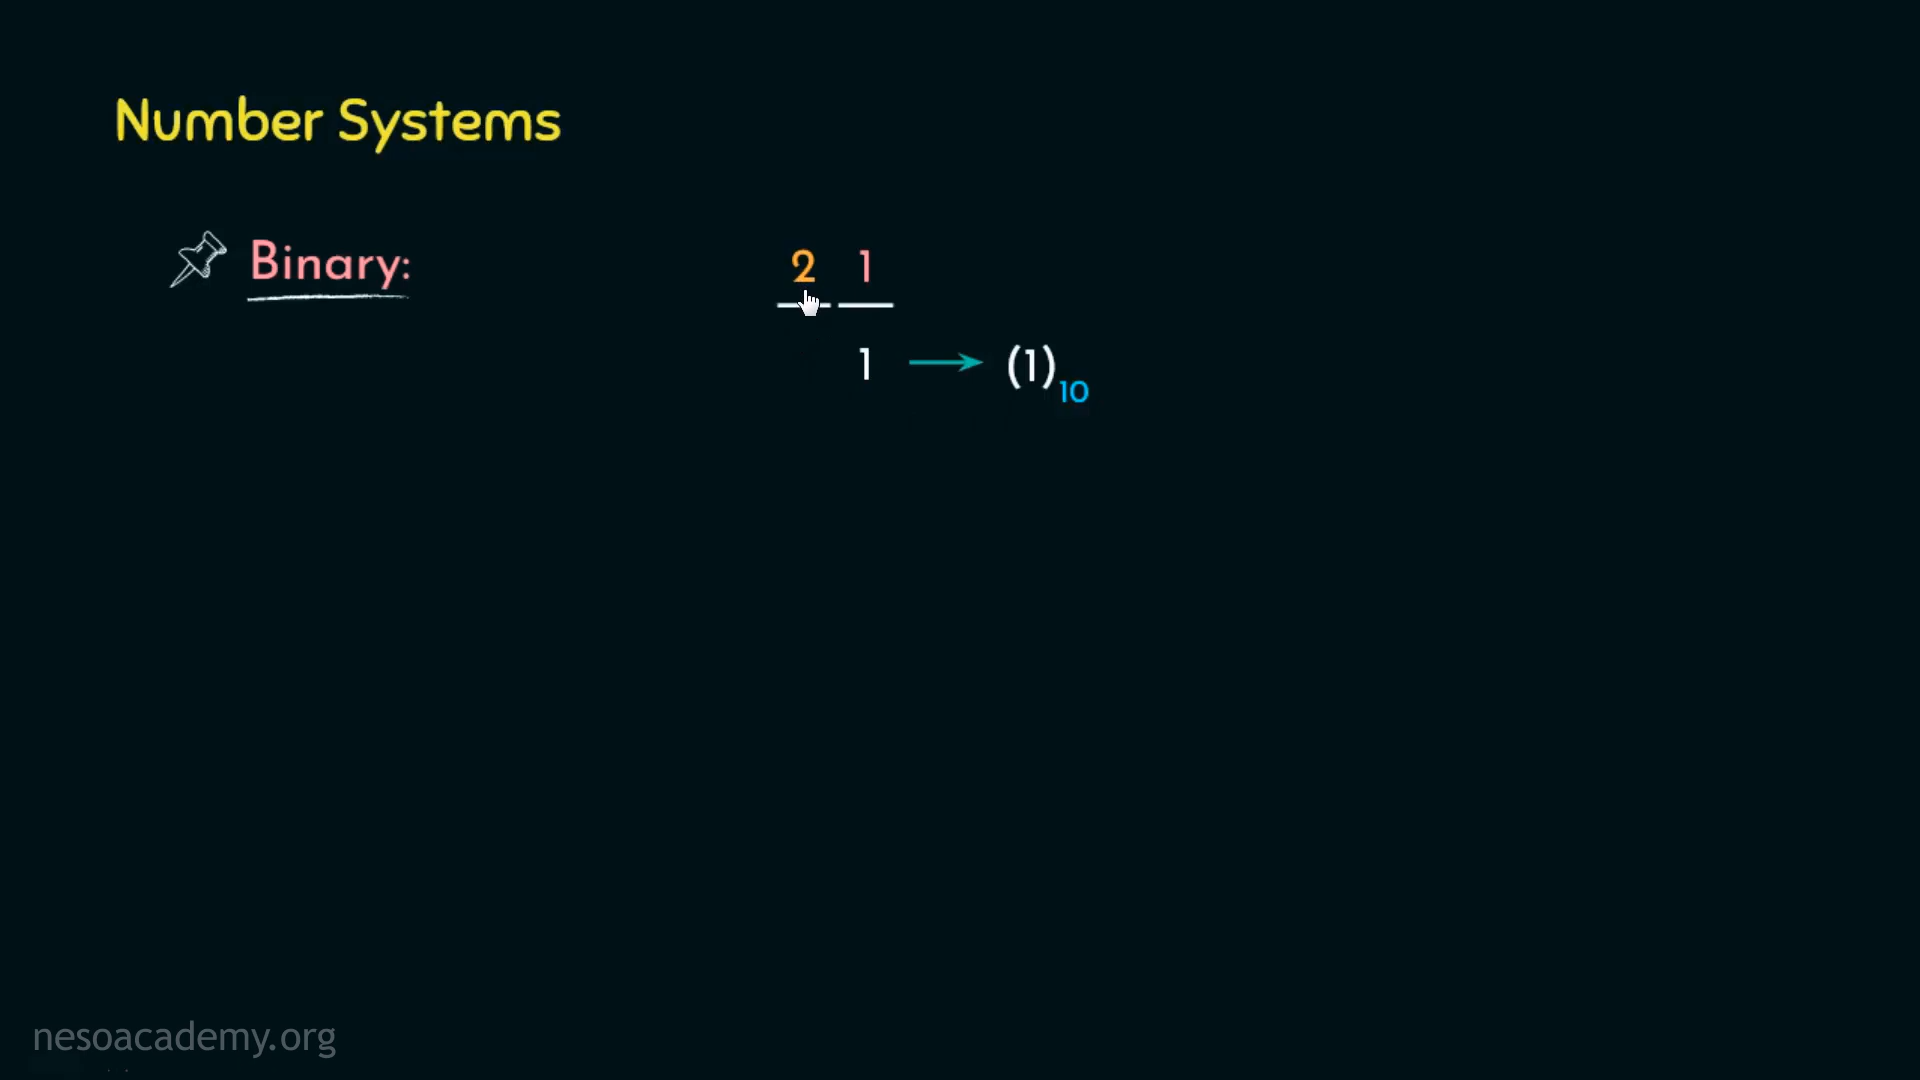 Number Systems
Binary:
2 1
1 → (1)₁₀
nesoacademy.org